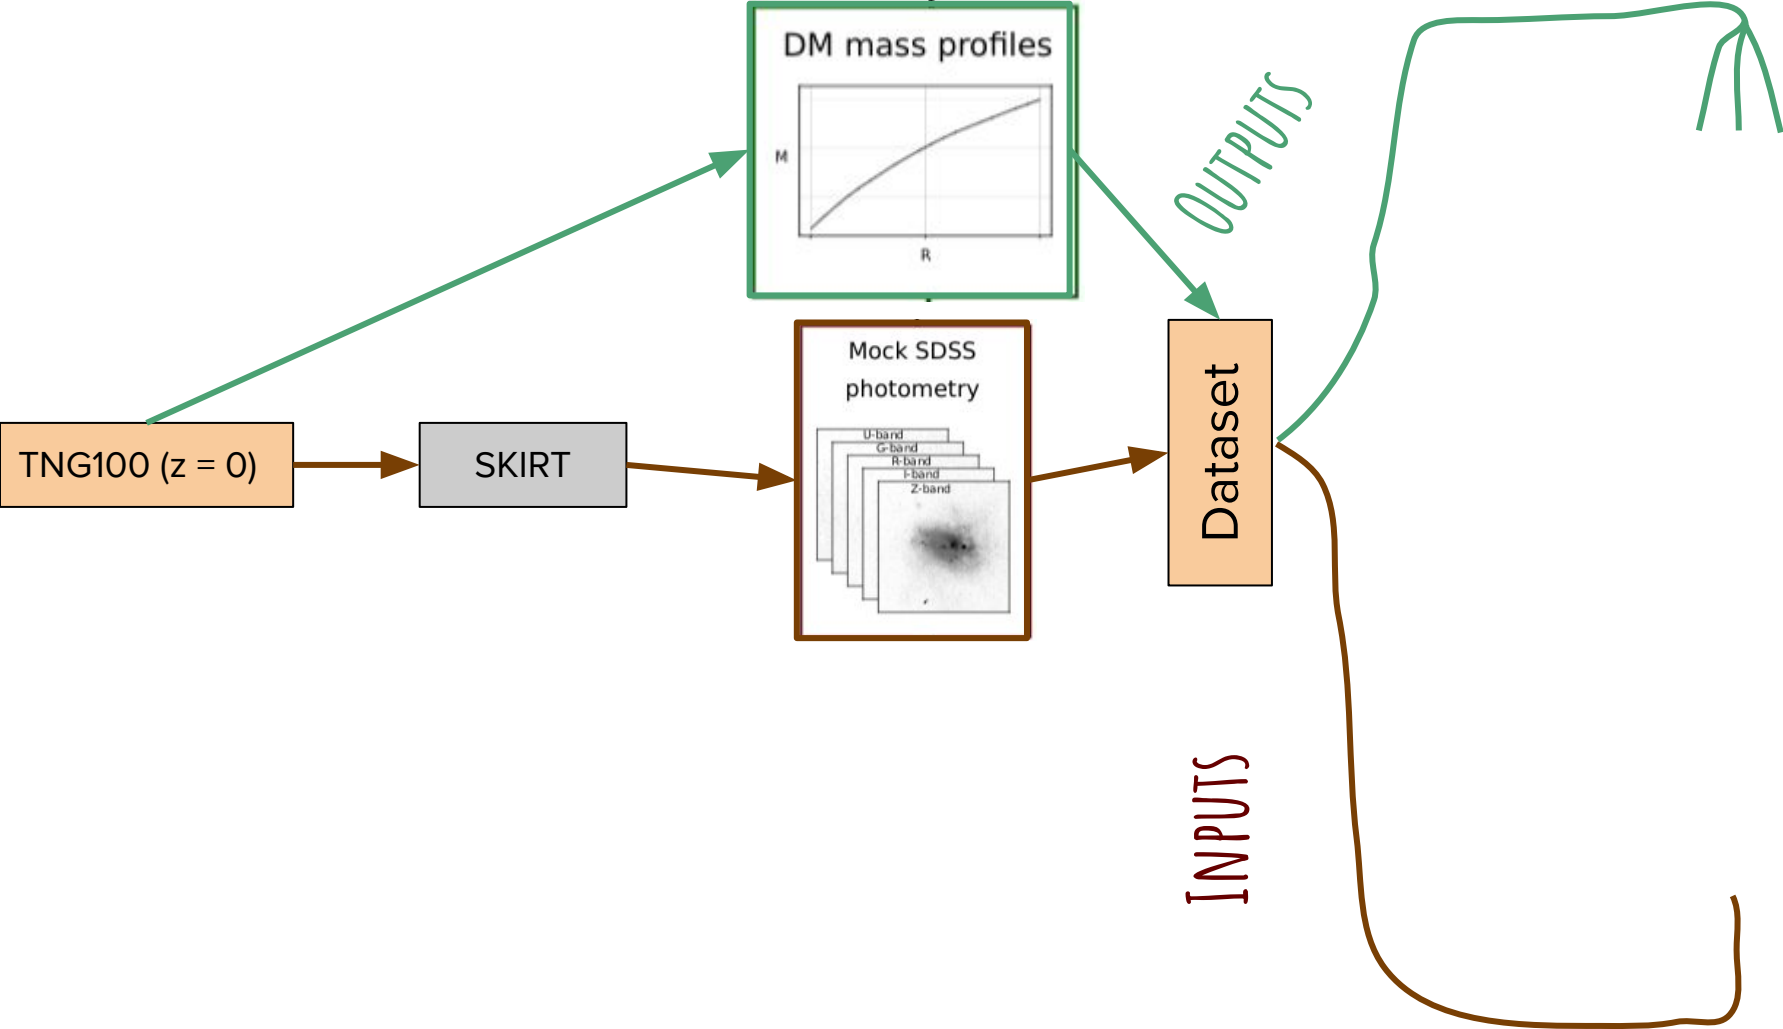 DM mass profiles
M
R
OUTPUTS
Mock SDSS
photometry
U-band
G-band
R-band
I-band
Z-band
TNG100 (z = 0)
SKIRT
Dataset
INPUTS